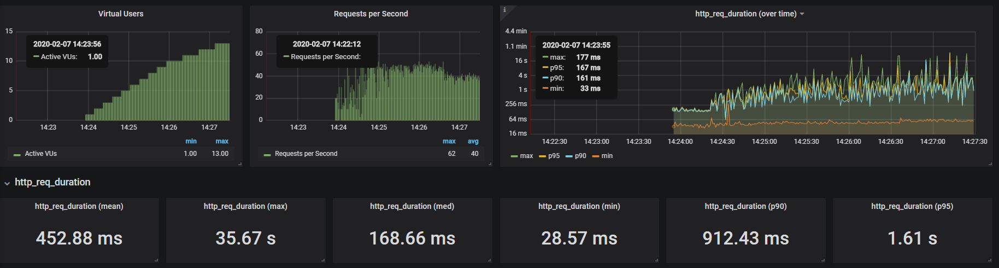 Virtual Users
15
10
5
0
2020-02-07 14:23:56
Active VUs: 1.00
14:23 14:24 14:25 14:26 14:27
min max
Active VUs 1.00 13.00
Requests per Second
80
60
40
20
0
2020-02-07 14:22:12
Requests per Second:
14:23 14:24 14:25 14:26 14:27
max avg
Requests per Second 62 40
i
http_req_duration (over time)
4.4 min
1.1 min
16 s
4 s
1 s
256 ms
64 ms
16 ms
2020-02-07 14:23:55
max: 177 ms
p95: 167 ms
p90: 161 ms
min: 33 ms
14:22:30 14:23:00 14:23:30 14:24:00 14:24:30 14:25:00 14:25:30 14:26:00 14:26:30 14:27:00 14:27:30
max p95 p90 min
http_req_duration
http_req_duration (mean)
452.88 ms
http_req_duration (max)
35.67 s
http_req_duration (med)
168.66 ms
http_req_duration (min)
28.57 ms
http_req_duration (p90)
912.43 ms
http_req_duration (p95)
1.61 s